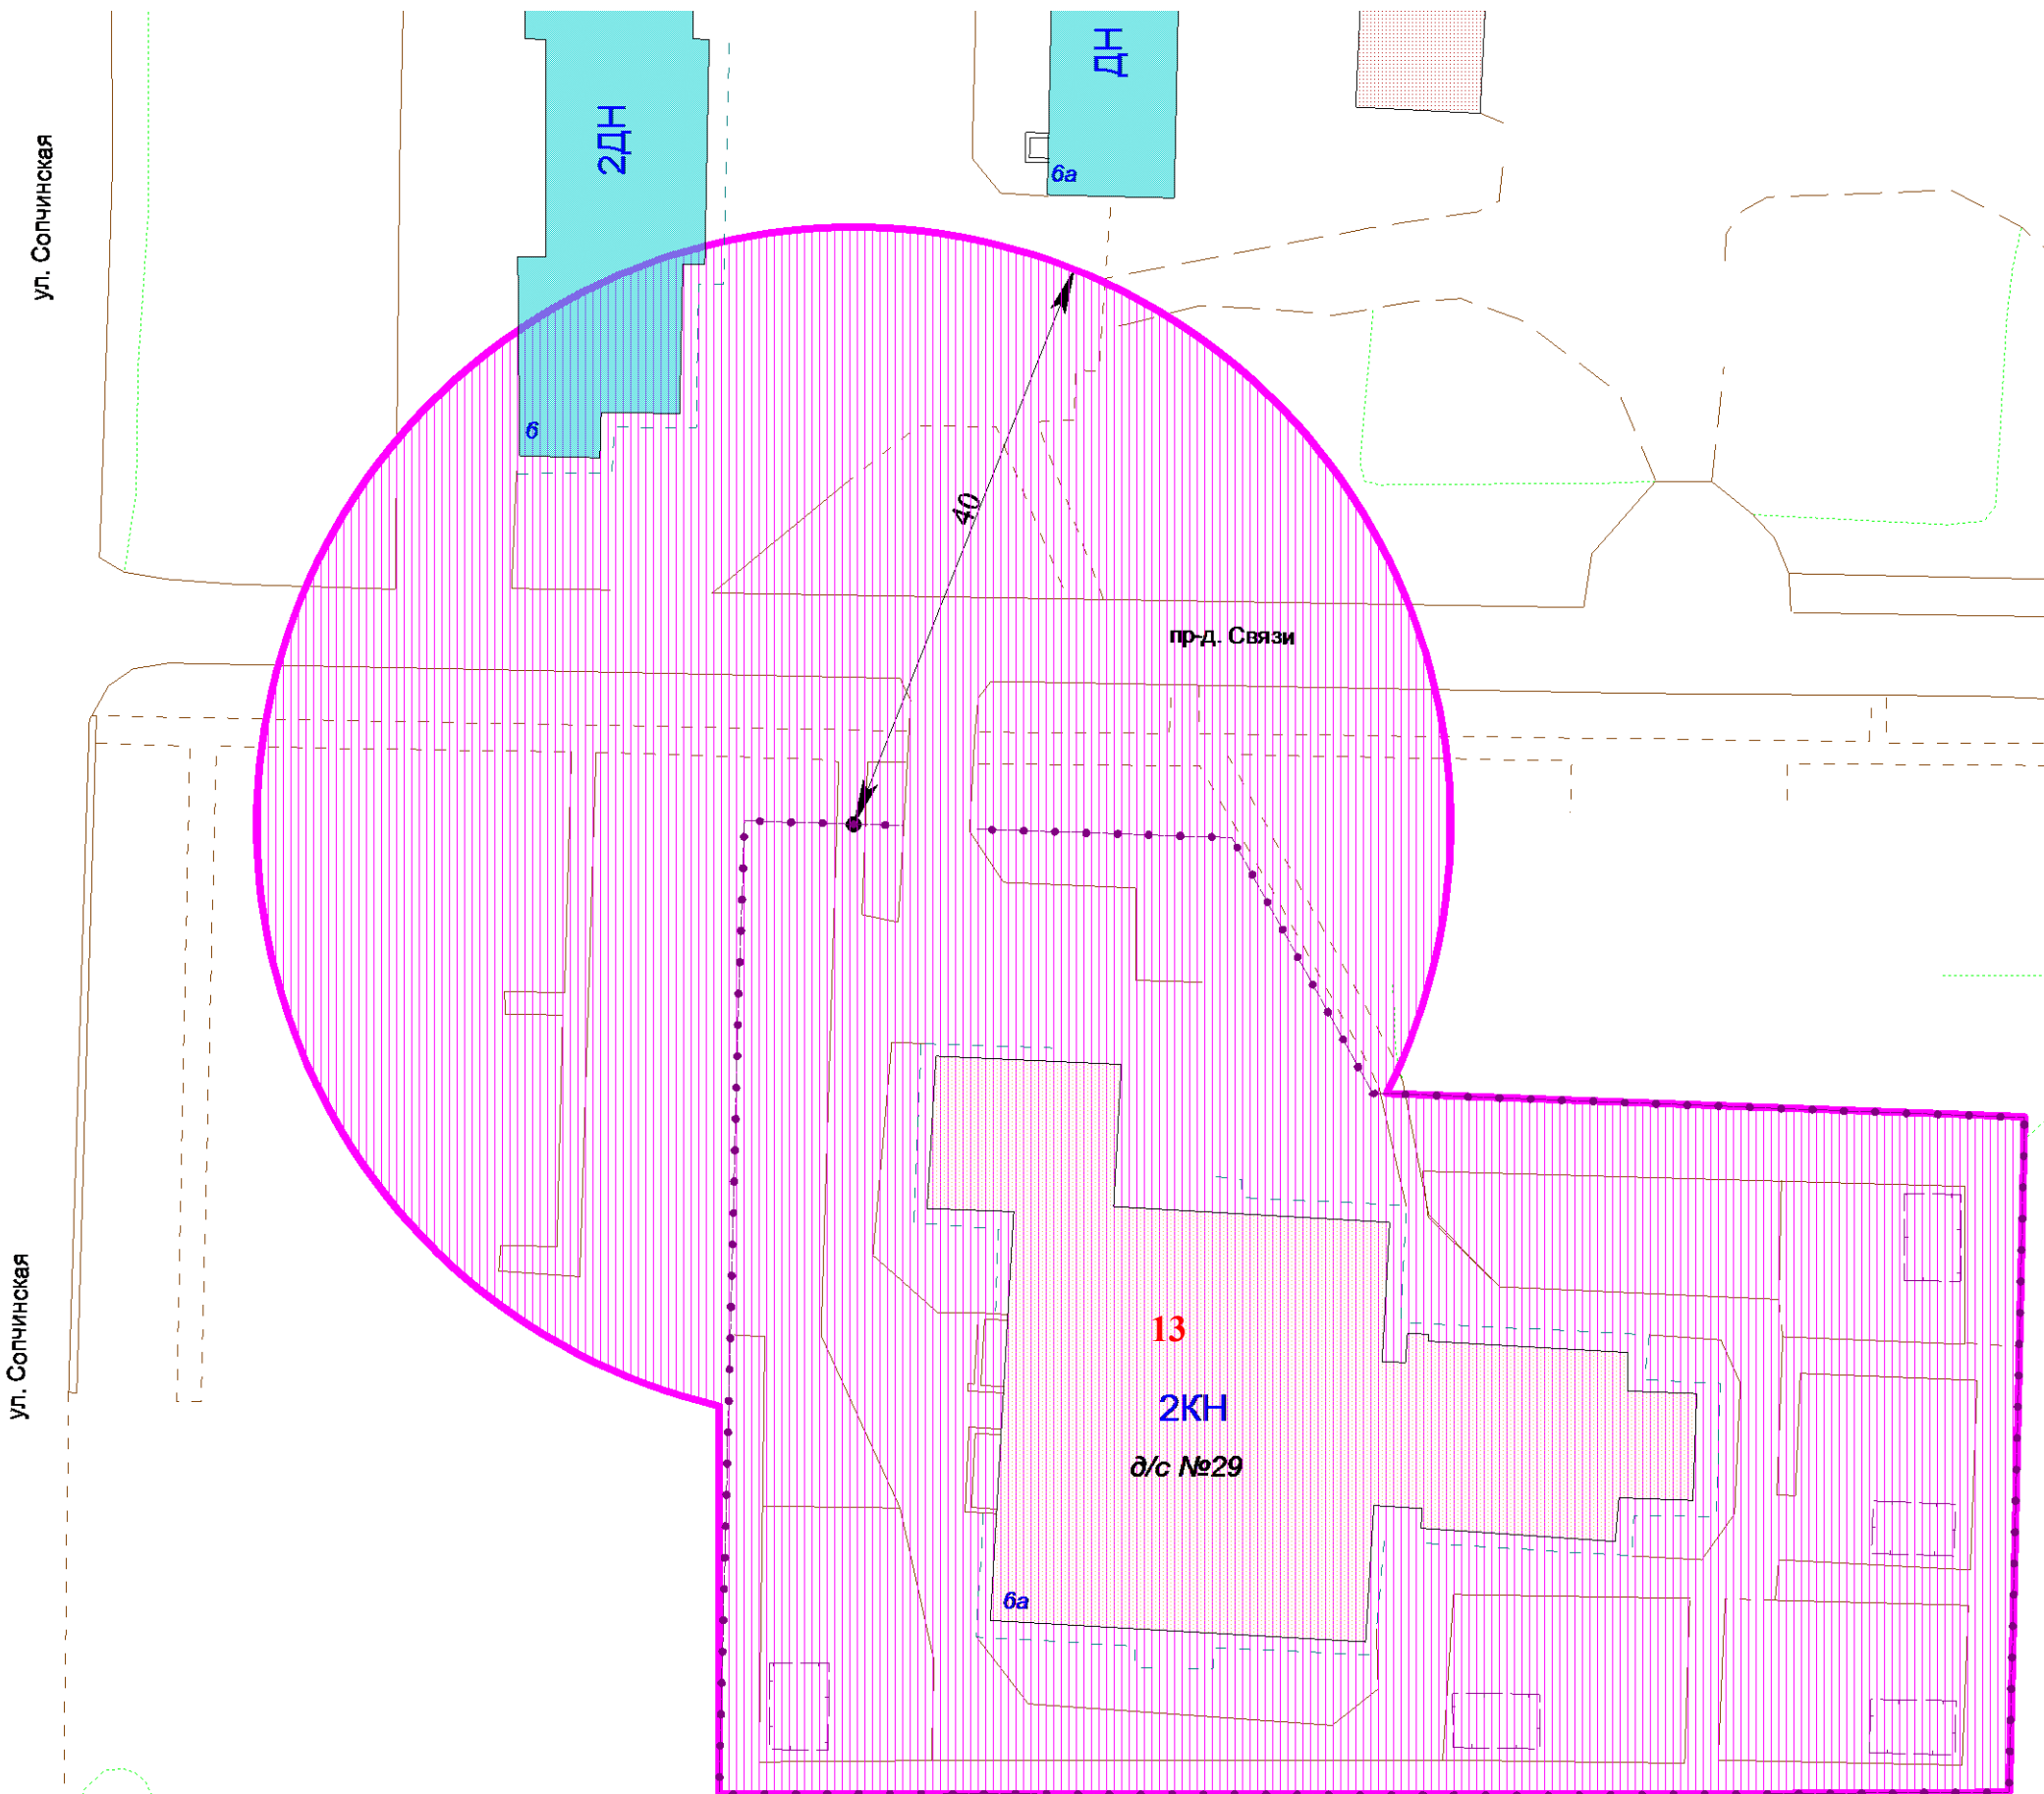 2ДН
ДН
6а
ул. Сопчинская
6
40
пр-д. Связи
13
2КН
д/с №29
6а
ул. Сопчинская